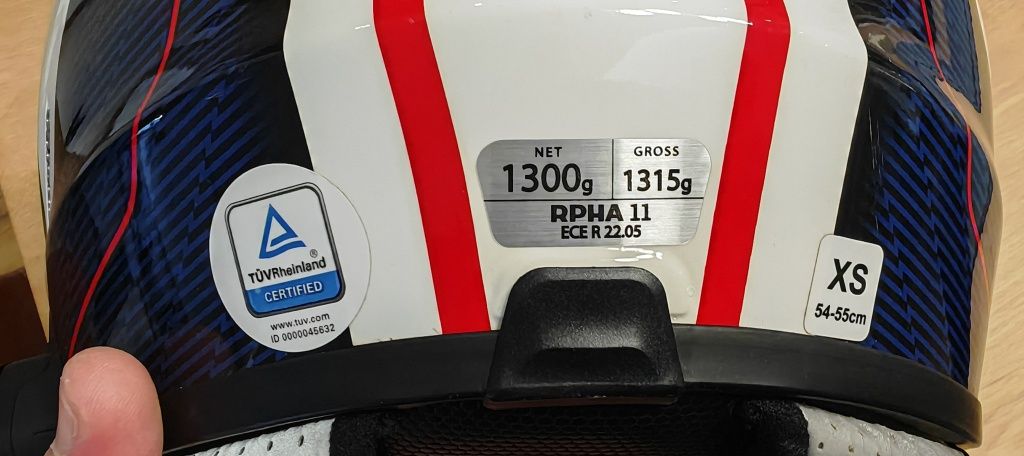 NET
1300g
GROSS
1315g
RPHA 11
ECE R 22.05
®
TÜVRheinland
CERTIFIED
www.tuv.com
ID 0000045632
XS
54-55cm